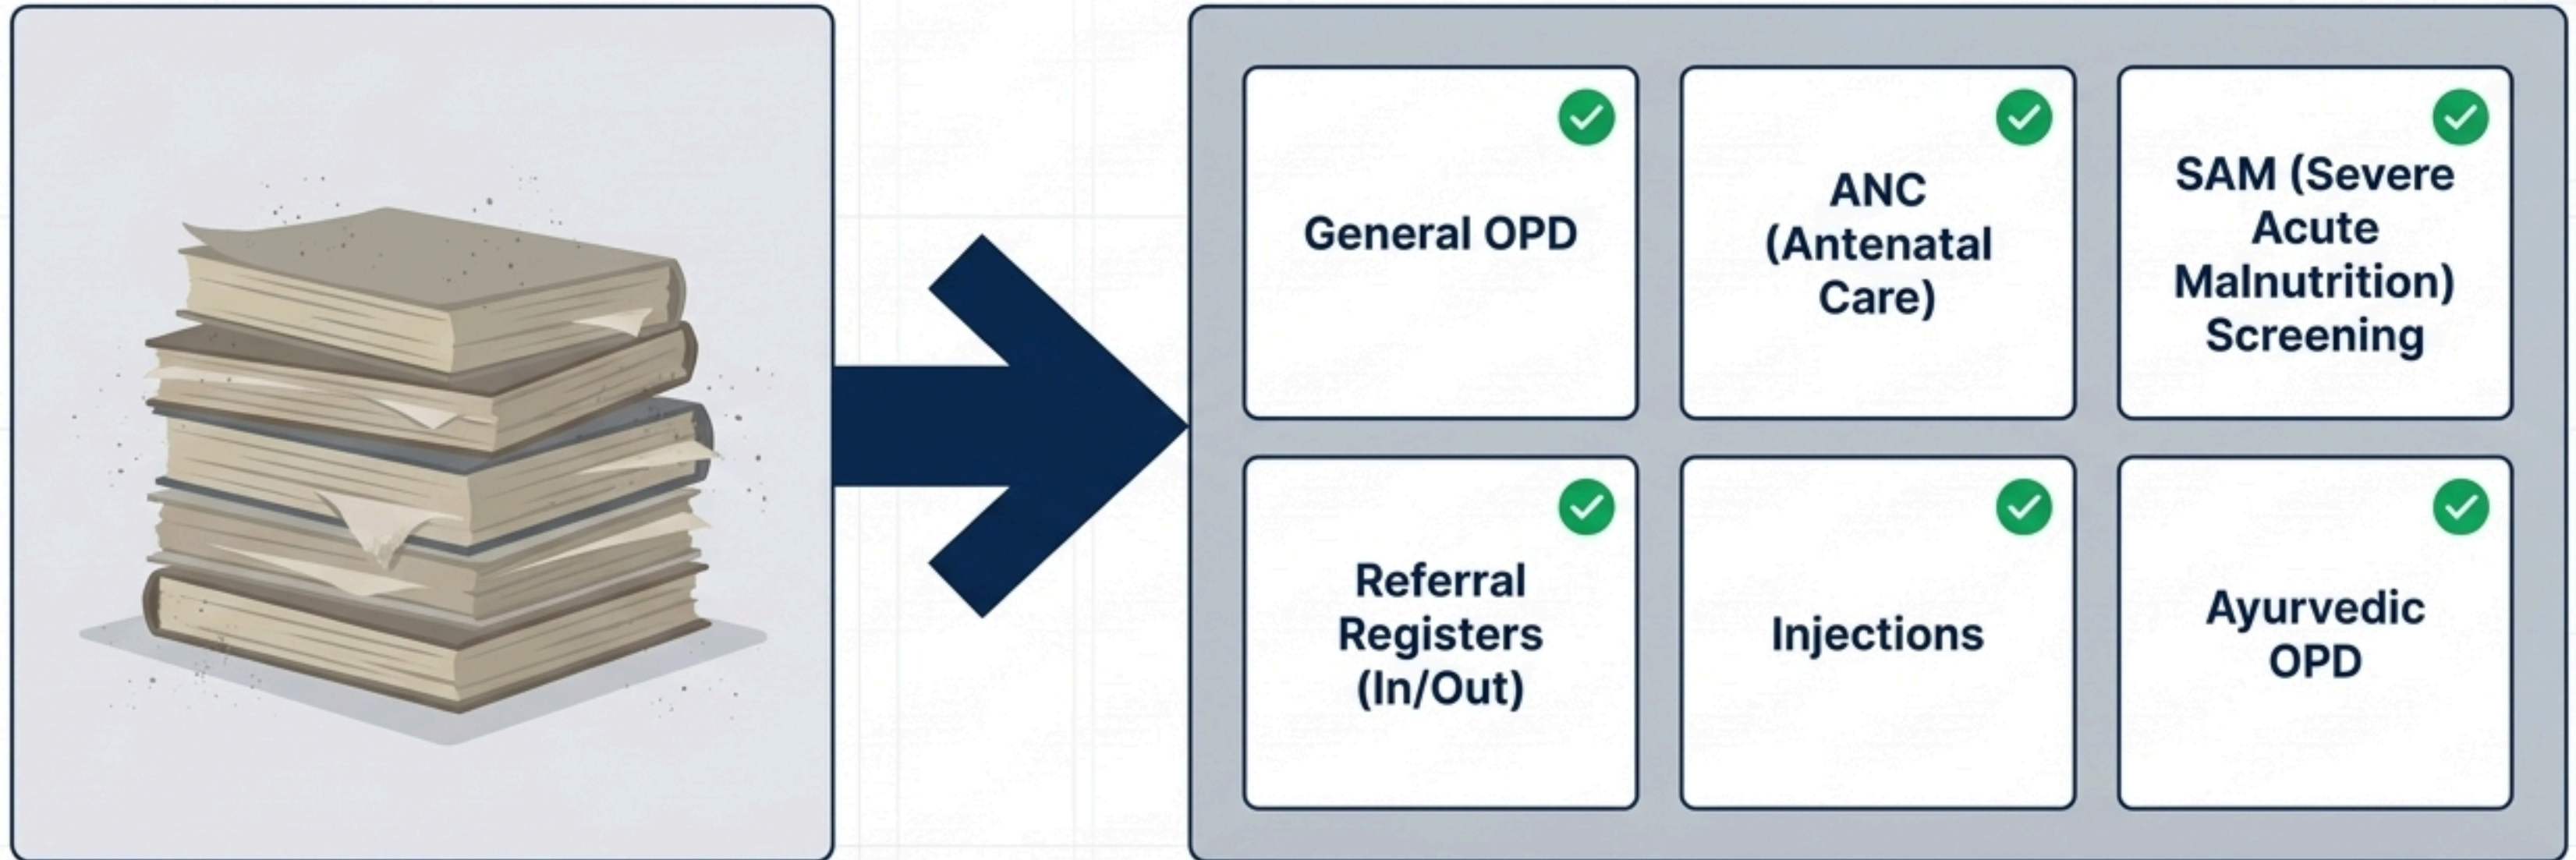 General OPD
ANC
(Antenatal
Care)
SAM (Severe
Acute
Malnutrition)
Screening
Referral
Registers
(In/Out)
Injections
Ayurvedic
OPD